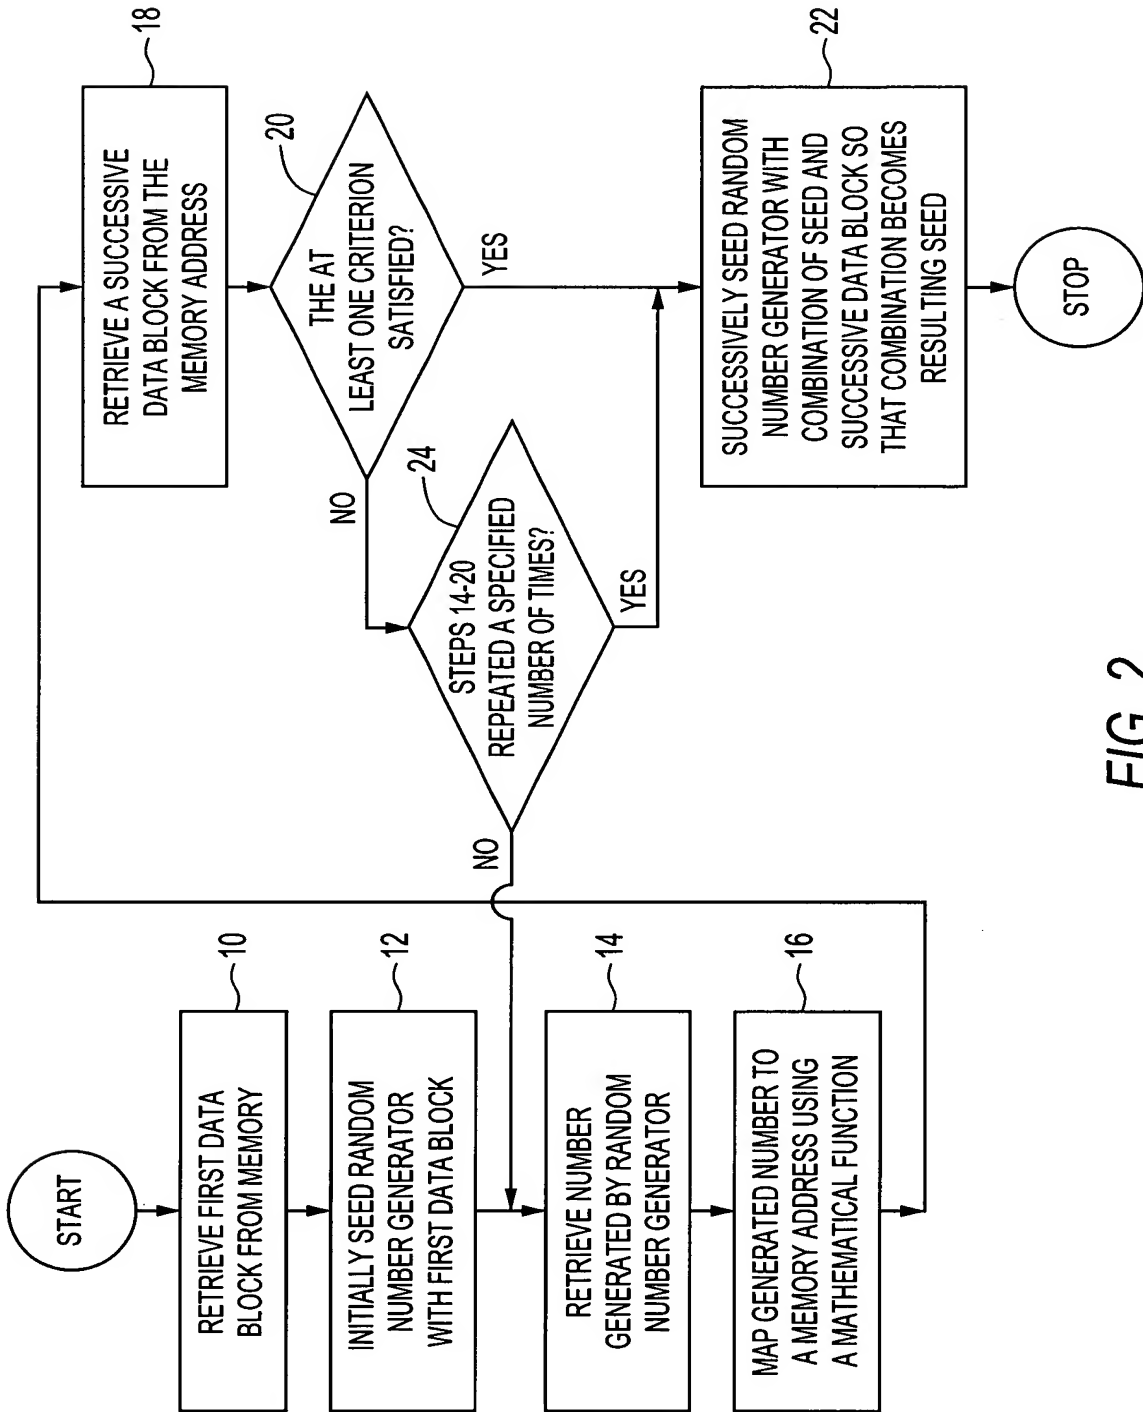 START
RETRIEVE FIRST DATA
BLOCK FROM MEMORY
10
INITIALLY SEED RANDOM
NUMBER GENERATOR
WITH FIRST DATA BLOCK
12
RETRIEVE NUMBER
GENERATED BY RANDOM
NUMBER GENERATOR
14
MAP GENERATED NUMBER TO
A MEMORY ADDRESS USING
A MATHEMATICAL FUNCTION
16
RETRIEVE A SUCCESSIVE
DATA BLOCK FROM THE
MEMORY ADDRESS
18
THE AT
LEAST ONE CRITERION
SATISFIED?
20
NO
YES
STEPS 14-20
REPEATED A SPECIFIED
NUMBER OF TIMES?
24
NO
YES
SUCCESSIVELY SEED RANDOM
NUMBER GENERATOR WITH
COMBINATION OF SEED AND
SUCCESSIVE DATA BLOCK SO
THAT COMBINATION BECOMES
RESULTING SEED
22
STOP
FIG. 2